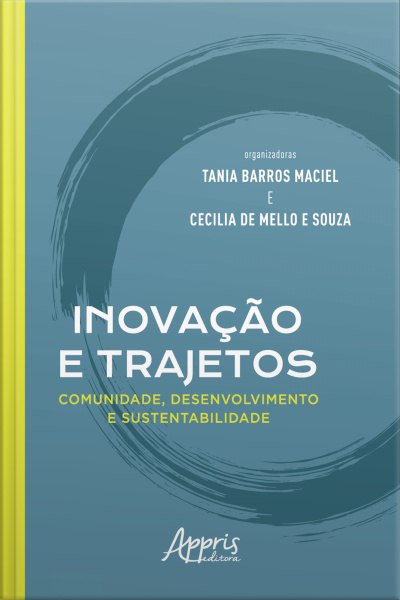 organizadoras
TANIA BARROS MACIEL
E
CECILIA DE MELLO E SOUZA
INOVAÇÃO
E TRAJETOS
COMUNIDADE, DESENVOLVIMENTO
E SUSTENTABILIDADE
Appris
editora